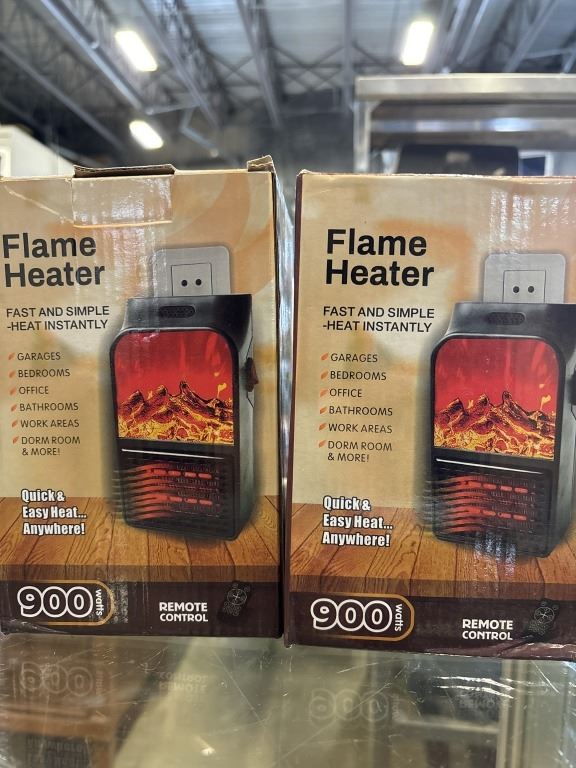 Flame
Heater
FAST AND SIMPLE
-HEAT INSTANTLY
GARAGES
BEDROOMS
OFFICE
BATHROOMS
WORK AREAS
DORM ROOM
& MORE!
Quick &
Easy Heat...
Anywhere!
900 watts
REMOTE
CONTROL
Flame
Heater
FAST AND SIMPLE
-HEAT INSTANTLY
GARAGES
BEDROOMS
OFFICE
BATHROOMS
WORK AREAS
DORM ROOM
& MORE!
Quick &
Easy Heat...
Anywhere!
900 watts
REMOTE
CONTROL